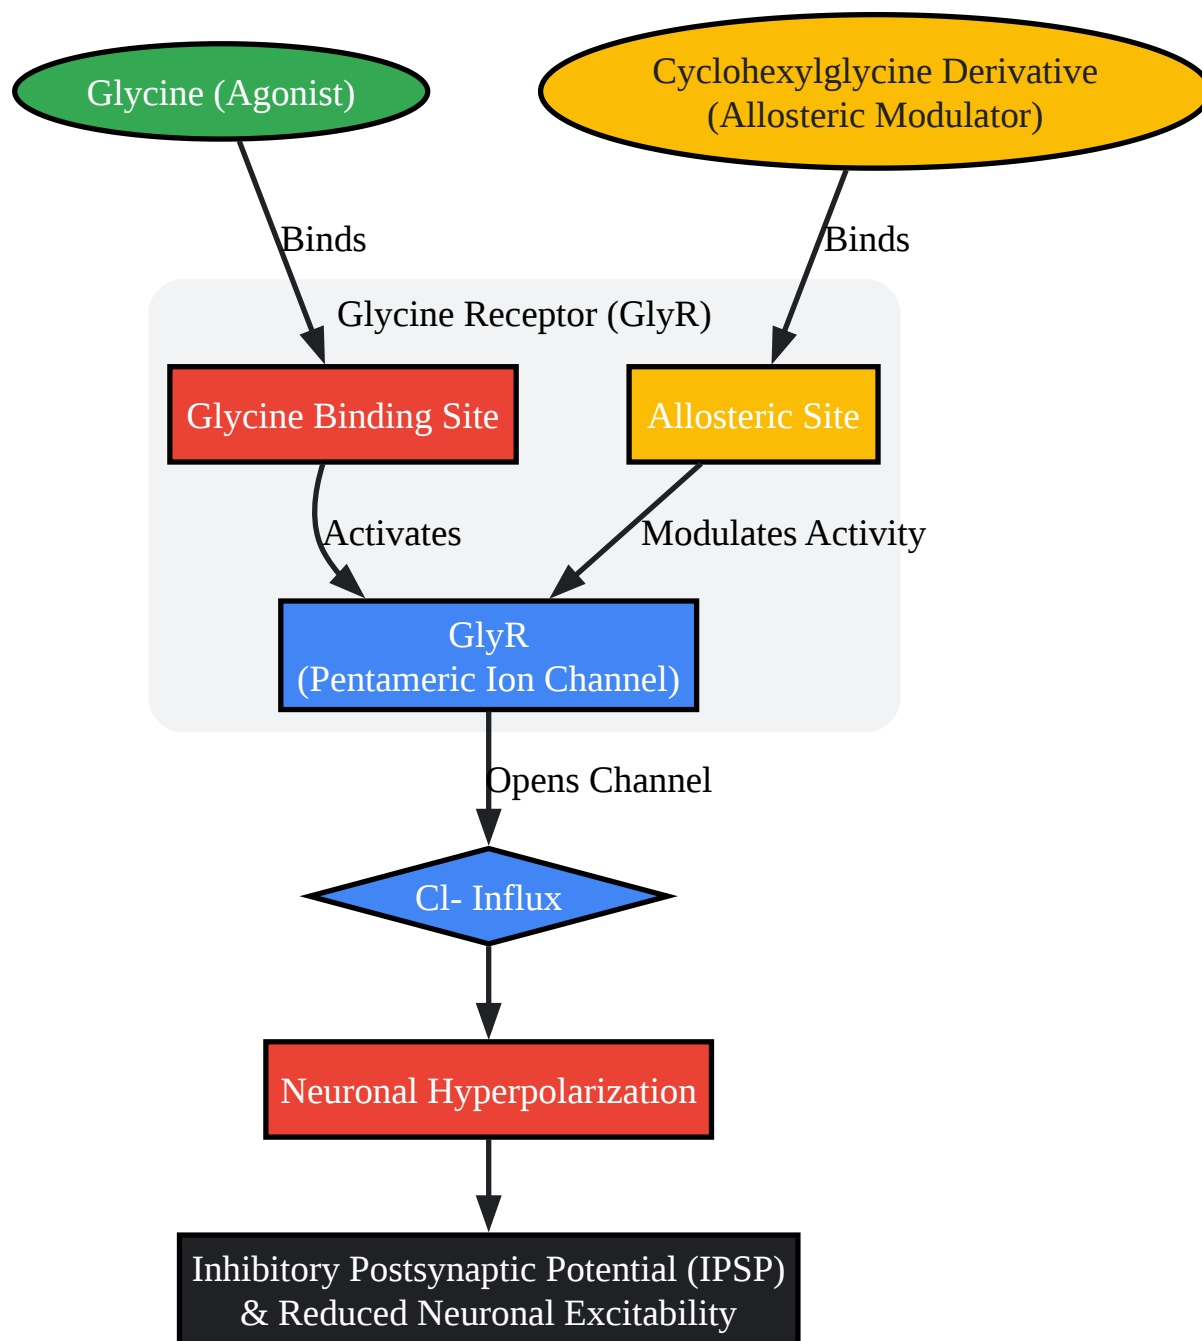 Glycine (Agonist)
Cyclohexylglycine Derivative
(Allosteric Modulator)
Binds
Binds
Glycine Receptor (GlyR)
Glycine Binding Site
Allosteric Site
Activates
Modulates Activity
GlyR
(Pentameric Ion Channel)
Opens Channel
Cl- Influx
Neuronal Hyperpolarization
Inhibitory Postsynaptic Potential (IPSP)
& Reduced Neuronal Excitability